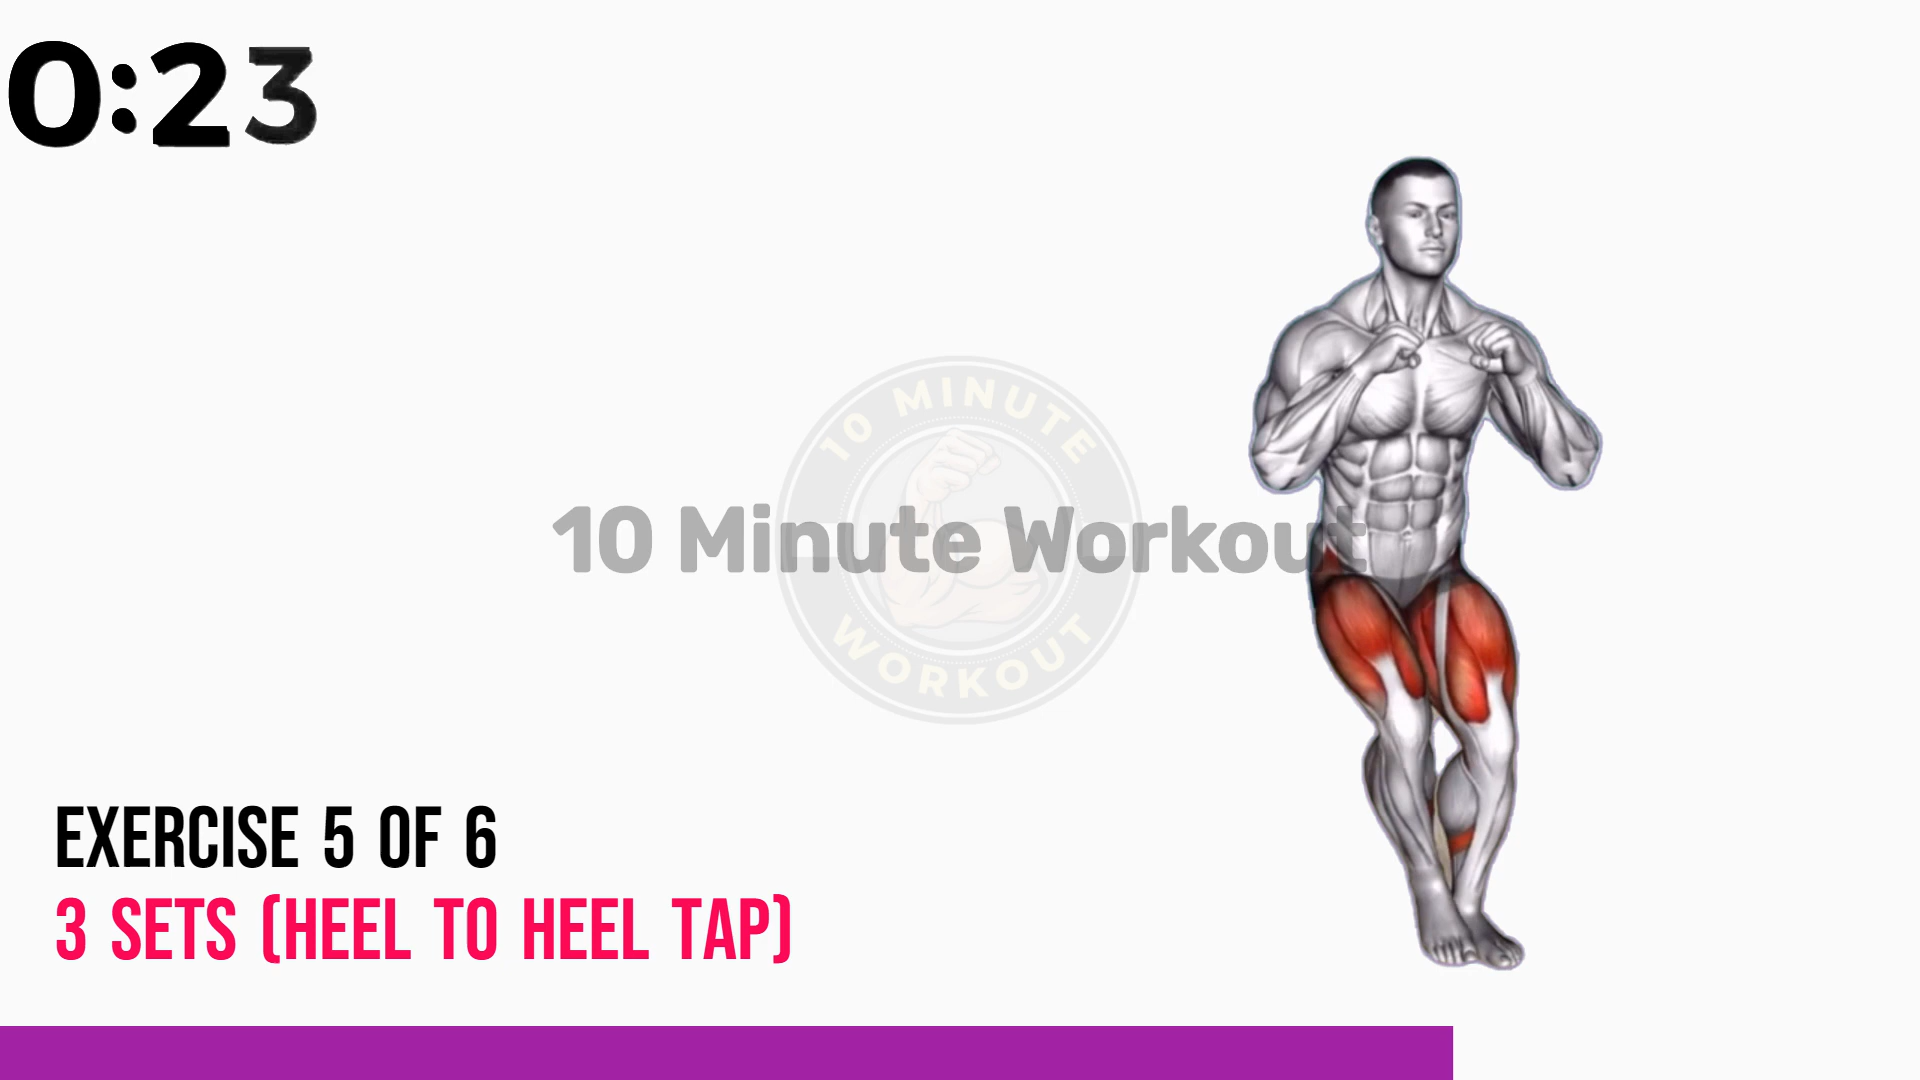 0:23
10 MINUTE
10 Minute Workout
WORKOUT
EXERCISE 5 OF 6
3 SETS (HEEL TO HEEL TAP)